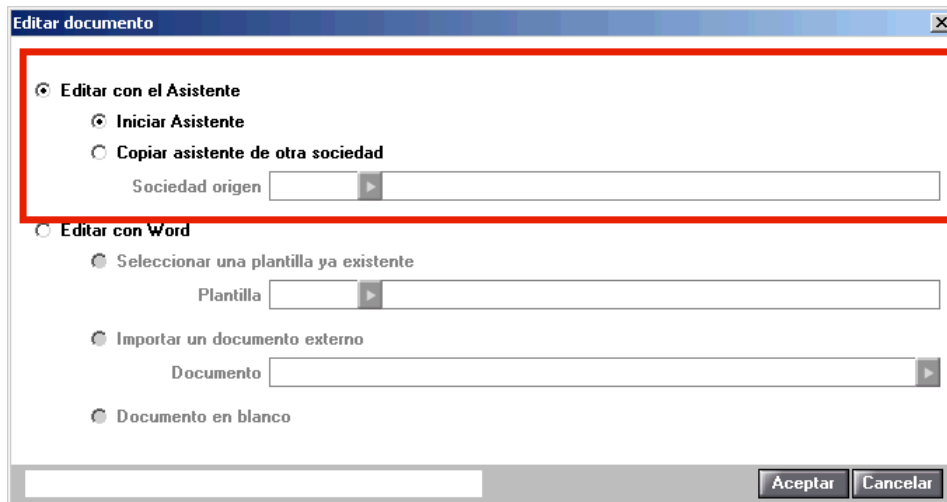 Editar documento
Editar con el Asistente
Iniciar Asistente
Copiar asistente de otra sociedad
Sociedad origen
Editar con Word
Seleccionar una plantilla ya existente
Plantilla
Importar un documento externo
Documento
Documento en blanco
Aceptar Cancelar